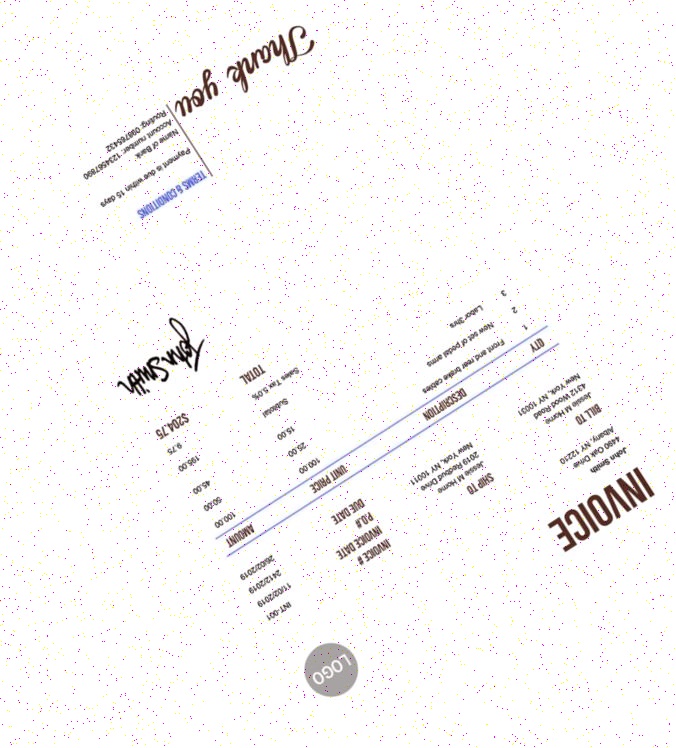 LOGO
INVOICE
John Smith
4490 Oak Drive
Albany, NY 12210
BILL TO
Jessie M Horne
4312 Wood Road
New York, NY 10031
SHIP TO
Jessie M Horne
2019 Redbud Drive
New York, NY 10011
INVOICE # INT-001
INVOICE DATE 11/02/2019
P.O.# 2412/2019
DUE DATE 26/02/2019
QTY DESCRIPTION UNIT PRICE AMOUNT
1 Front and rear brake cables 100.00 100.00
2 New set of pedal arms 25.00 50.00
3 Labor 3hrs 15.00 45.00
Subtotal 195.00
Sales Tax 5.0% 9.75
TOTAL $204.75
John Smith
Thank you
TERMS & CONDITIONS
Payment is due within 15 days
Name of Bank
Account number: 1234567890
Routing: 098765432